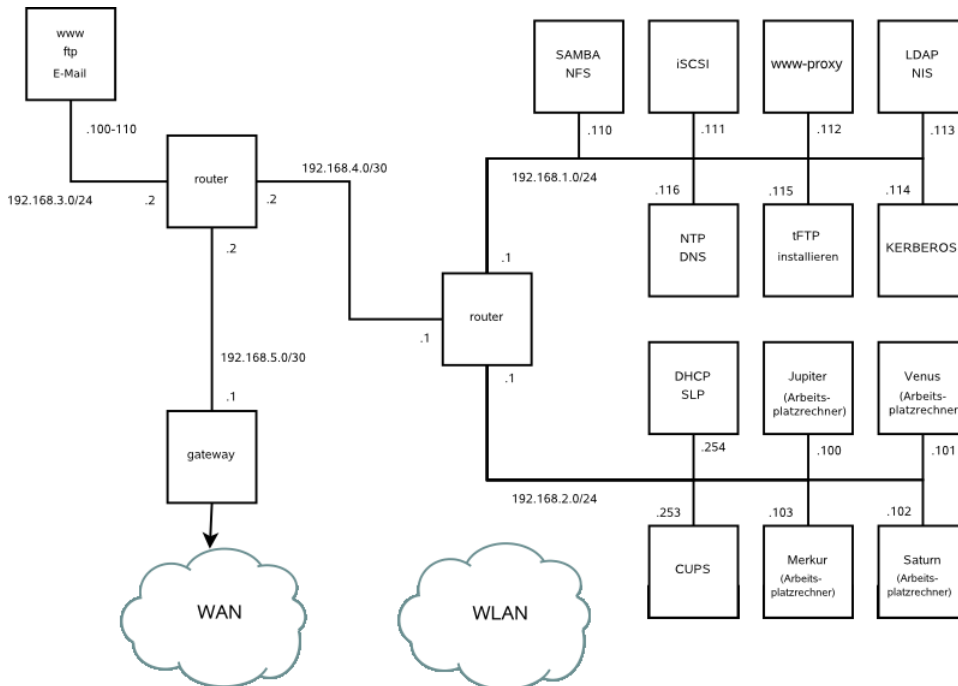 www
ftp
E-Mail
.100-110
192.168.3.0/24
.2
router
.2
.2
192.168.4.0/30
192.168.5.0/30
.1
gateway
WAN
WLAN
router
.1
.1
.1
SAMBA
NFS
.110
iSCSI
.111
www-proxy
.112
LDAP
NIS
.113
192.168.1.0/24
.116
NTP
DNS
.115
tFTP
installieren
.114
KERBEROS
DHCP
SLP
.254
Jupiter
(Arbeits-
platzrechner)
.100
Venus
(Arbeits-
platzrechner)
.101
192.168.2.0/24
.253
CUPS
.103
Merkur
(Arbeits-
platzrechner)
.102
Saturn
(Arbeits-
platzrechner)